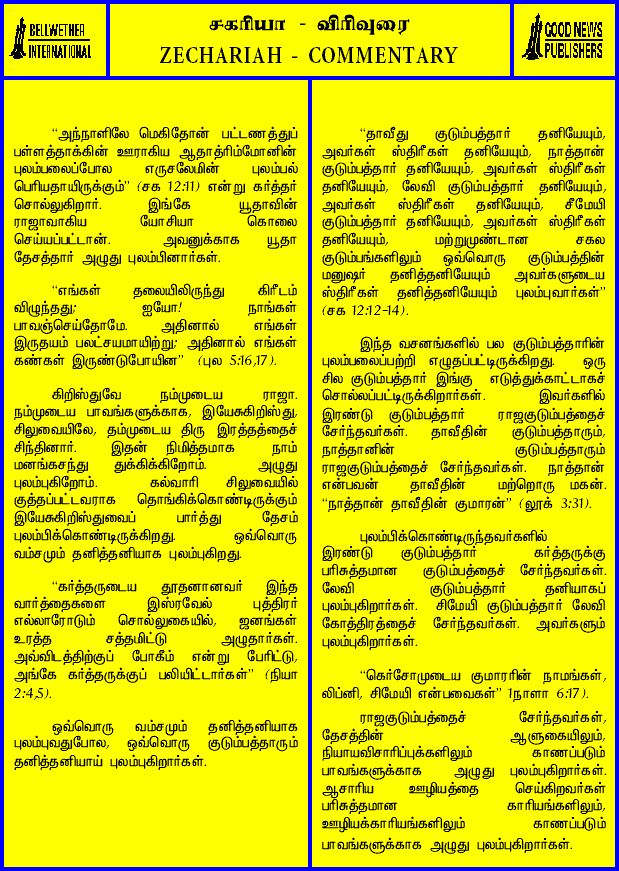 BELLWETHER
INTERNATIONAL
சகரியா - விரிவுரை
ZECHARIAH - COMMENTARY
GOOD NEWS
PUBLISHERS
“அந்நாளிலே மெகிதோன் பட்டணத்துப்
பள்ளத்தாக்கின் ஊராகிய ஆதாத்ரிம்மோனின்
புலம்பலைப்போல எருசலேமின் புலம்பல்
பெரியதாயிருக்கும்” (சக 12:11) என்று கர்த்தர்
சொல்லுகிறார். இங்கே யூதாவின்
ராஜாவாகிய யோசியா கொலை
செய்யப்பட்டான். அவனுக்காக யூதா
தேசத்தார் அழுது புலம்பினார்கள்.
“எங்கள் தலையிலிருந்து கிரீடம்
விழுந்தது; ஐயோ! நாங்கள்
பாவஞ்செய்தோமே. அதினால் எங்கள்
இருதயம் பலட்சயமாயிற்று; அதினால் எங்கள்
கண்கள் இருண்டுபோயின” (புல 5:16,17).
கிறிஸ்துவே நம்முடைய ராஜா.
நம்முடைய பாவங்களுக்காக, இயேசுகிறிஸ்து,
சிலுவையிலே, தம்முடைய திரு இரத்தத்தைச்
சிந்தினார். இதன் நிமித்தமாக நாம்
மனங்கசந்து துக்கிக்கிறோம். அழுது
புலம்புகிறோம். கல்வாரி சிலுவையில்
குத்தப்பட்டவராக தொங்கிக்கொண்டிருக்கும்
இயேசுகிறிஸ்துவைப் பார்த்து தேசம்
புலம்பிக்கொண்டிருக்கிறது. ஒவ்வொரு
வம்சமும் தனித்தனியாக புலம்புகிறது.
“கர்த்தருடைய தூதனானவர் இந்த
வார்த்தைகளை இஸ்ரவேல் புத்திரர்
எல்லாரோடும் சொல்லுகையில், ஜனங்கள்
உரத்த சத்தமிட்டு அழுதார்கள்.
அவ்விடத்திற்குப் போகீம் என்று பேரிட்டு,
அங்கே கர்த்தருக்குப் பலியிட்டார்கள்” (நியா
2:4,5).
ஒவ்வொரு வம்சமும் தனித்தனியாக
புலம்புவதுபோல, ஒவ்வொரு குடும்பத்தாரும்
தனித்தனியாய் புலம்புகிறார்கள்.
“தாவீது குடும்பத்தார் தனியேயும்,
அவர்கள் ஸ்திரீகள் தனியேயும், நாத்தான்
குடும்பத்தார் தனியேயும், அவர்கள் ஸ்திரீகள்
தனியேயும், லேவி குடும்பத்தார் தனியேயும்,
அவர்கள் ஸ்திரீகள் தனியேயும், சீமேயி
குடும்பத்தார் தனியேயும், அவர்கள் ஸ்திரீகள்
தனியேயும், மற்றுமுண்டான சகல
குடும்பங்களிலும் ஒவ்வொரு குடும்பத்தின்
மனுஷர் தனித்தனியேயும் அவர்களுடைய
ஸ்திரீகள் தனித்தனியேயும் புலம்புவார்கள்”
(சக 12:12-14).
இந்த வசனங்களில் பல குடும்பத்தாரின்
புலம்பலைப்பற்றி எழுதப்பட்டிருக்கிறது. ஒரு
சில குடும்பத்தார் இங்கு எடுத்துக்காட்டாகச்
சொல்லப்பட்டிருக்கிறார்கள். இவர்களில்
இரண்டு குடும்பத்தார் ராஜகுடும்பத்தைச்
சேர்ந்தவர்கள். தாவீதின் குடும்பத்தாரும்,
நாத்தானின் குடும்பத்தாரும்
ராஜகுடும்பத்தைச் சேர்ந்தவர்கள். நாத்தான்
என்பவன் தாவீதின் மற்றொரு மகன்.
“நாத்தான் தாவீதின் குமாரன்” (லூக் 3:31).
புலம்பிக்கொண்டிருந்தவர்களில்
இரண்டு குடும்பத்தார் கர்த்தருக்கு
பரிசுத்தமான குடும்பத்தைச் சேர்ந்தவர்கள்.
லேவி குடும்பத்தார் தனியாகப்
புலம்புகிறார்கள். சிமேயி குடும்பத்தார் லேவி
கோத்திரத்தைச் சேர்ந்தவர்கள். அவர்களும்
புலம்புகிறார்கள்.
“கெர்சோமுடைய குமாரரின் நாமங்கள்,
லிப்னி, சிமேயி என்பவைகள்” 1நாளா 6:17).
ராஜகுடும்பத்தைச் சேர்ந்தவர்கள்,
தேசத்தின் ஆளுகையிலும்,
நியாயவிசாரிப்புக்களிலும் காணப்படும்
பாவங்களுக்காக அழுது புலம்புகிறார்கள்.
ஆசாரிய ஊழியத்தை செய்கிறவர்கள்
பரிசுத்தமான காரியங்களிலும்,
ஊழியக்காரியங்களிலும் காணப்படும்
பாவங்களுக்காக அழுது புலம்புகிறார்கள்.